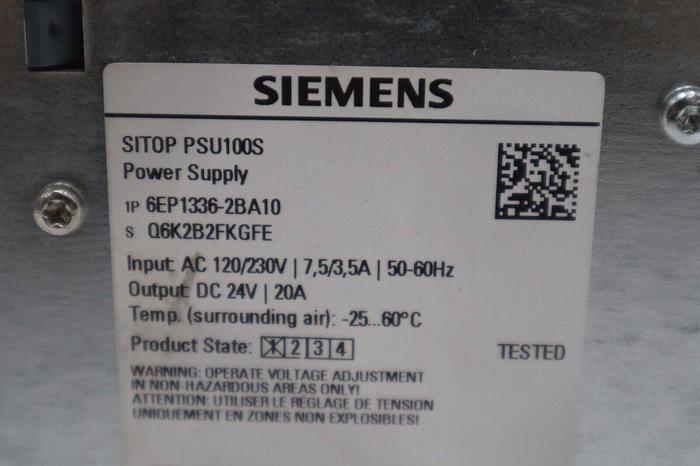 SIEMENS
SITOP PSU100S
Power Supply
1P 6EP1336-2BA10
S Q6K2B2FKGFE
Input: AC 120/230V | 7,5/3,5A | 50-60Hz
Output: DC 24V | 20A
Temp. (surrounding air): -25...60°C
Product State: 1 2 3 4
TESTED
WARNING: OPERATE VOLTAGE ADJUSTMENT
IN NON-HAZARDOUS AREAS ONLY!
ATTENTION: UTILISER LE RÉGLAGE DE TENSION
UNIQUEMENT EN ZONES NON EXPLOSIBLES!